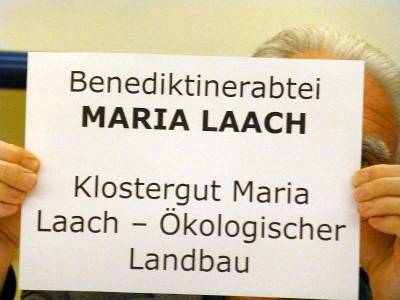 Benediktinerabtei
MARIA LAACH
Klostergut Maria
Laach – Ökologischer
Landbau